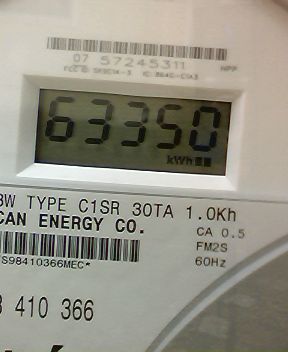 07 57245311
63350
kWh
3W TYPE C1SR 30TA 1.0Kh
CAN ENERGY CO.
CA 0.5
FM2S
60Hz
S98410366MEC*
410 366